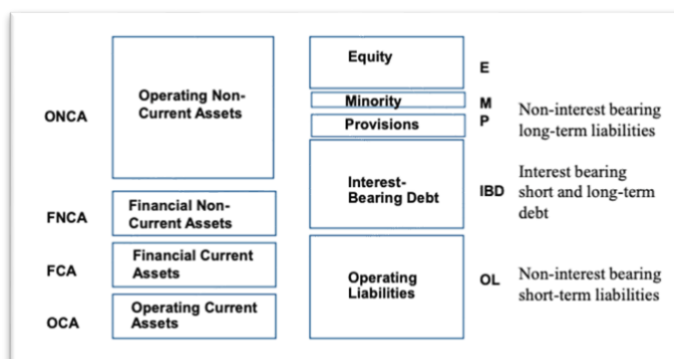 ONCA
Operating Non-
Current Assets
FNCA
Financial Non-
Current Assets
FCA
Financial Current
Assets
OCA
Operating Current
Assets
Equity
E
Minority
M
Provisions
P
Non-interest bearing
long-term liabilities
Interest-
Bearing Debt
IBD
Interest bearing
short and long-term
debt
Operating
Liabilities
OL
Non-interest bearing
short-term liabilities